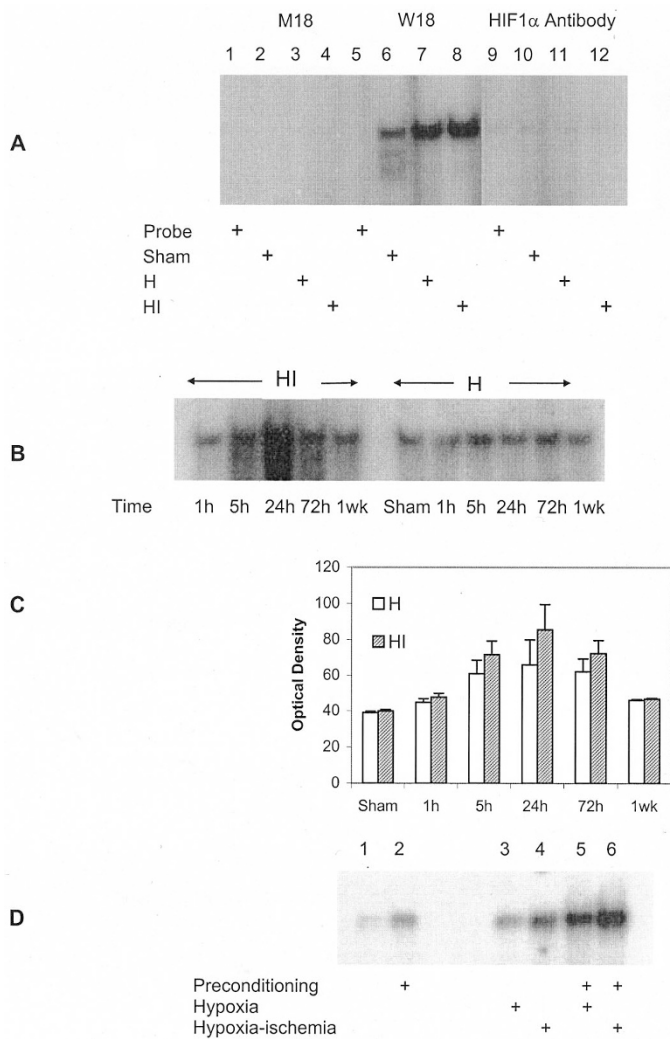 M18 W18 HIF1α Antibody
1 2 3 4 5 6 7 8 9 10 11 12
A
Probe + + +
Sham + + +
H + + +
HI + + +
HI H
B
Time 1h 5h 24h 72h 1wk Sham 1h 5h 24h 72h 1wk
C
120
100
80
60
40
20
0
Optical Density
H
HI
Sham 1h 5h 24h 72h 1wk
1 2 3 4 5 6
D
Preconditioning + + +
Hypoxia + +
Hypoxia-ischemia + +